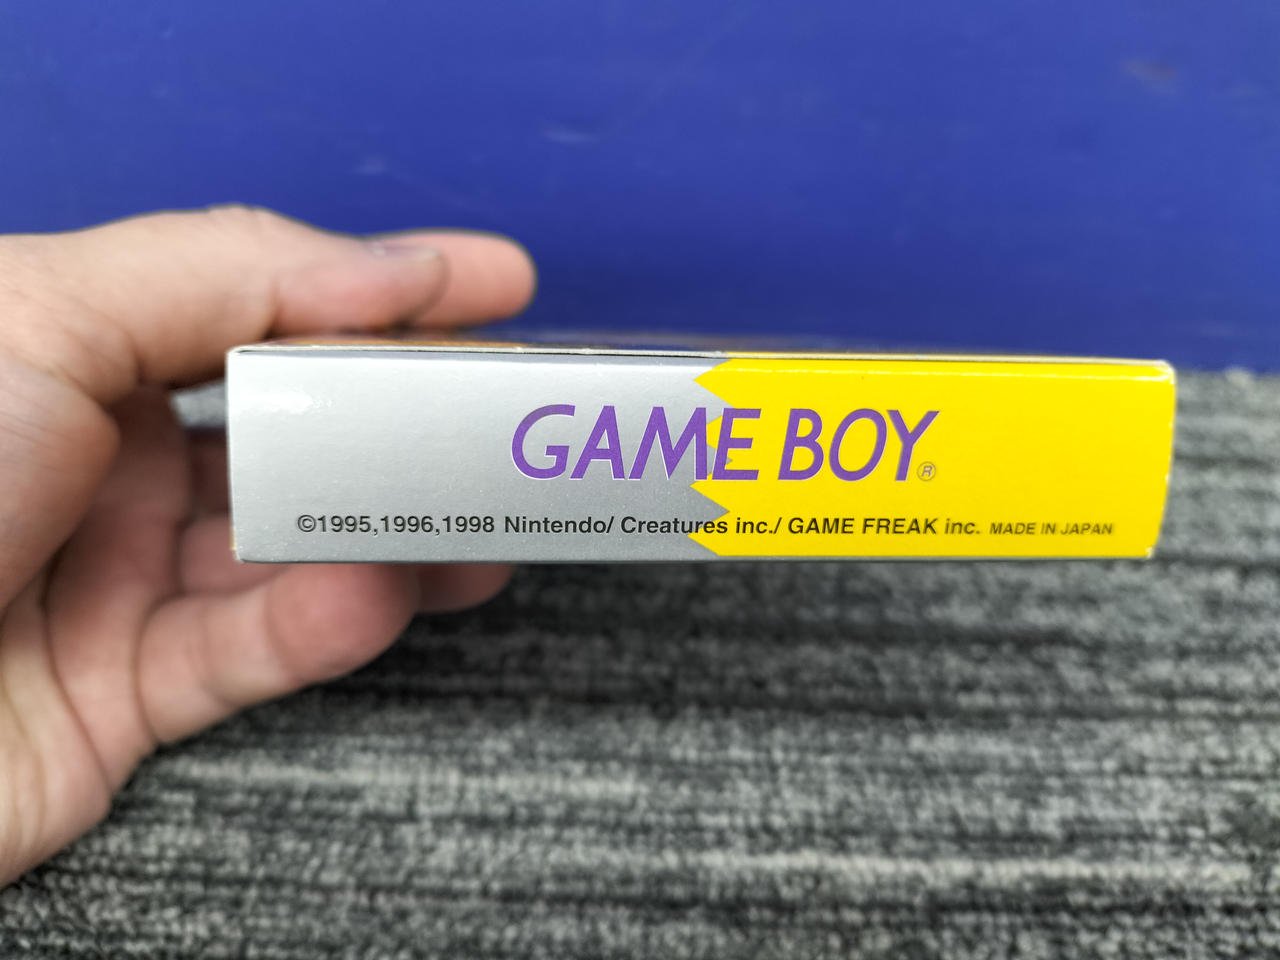 GAME BOY®
©1995,1996,1998 Nintendo/ Creatures inc./ GAME FREAK inc. MADE IN JAPAN